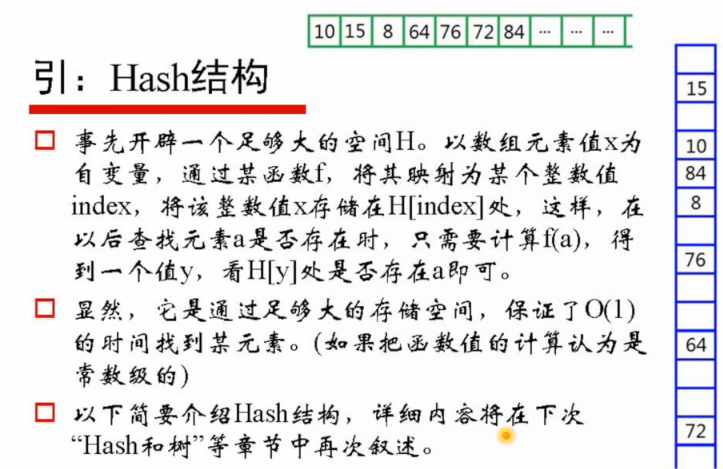 10 15 8 64 76 72 84 ... ... ...
引：Hash结构
事先开辟一个足够大的空间H。以数组元素值x为
自变量，通过某函数f，将其映射为某个整数值
index，将该整数值x存储在H[index]处，这样，在
以后查找元素a是否存在时，只需要计算f(a)，得
到一个值y，看H[y]处是否存在a即可。
显然，它是通过足够大的存储空间，保证了O(1)
的时间找到某元素。(如果把函数值的计算认为是
常数级的)
以下简要介绍Hash结构，详细内容将在下次
“Hash和树”等章节中再次叙述。
15
10
84
8
76
64
72